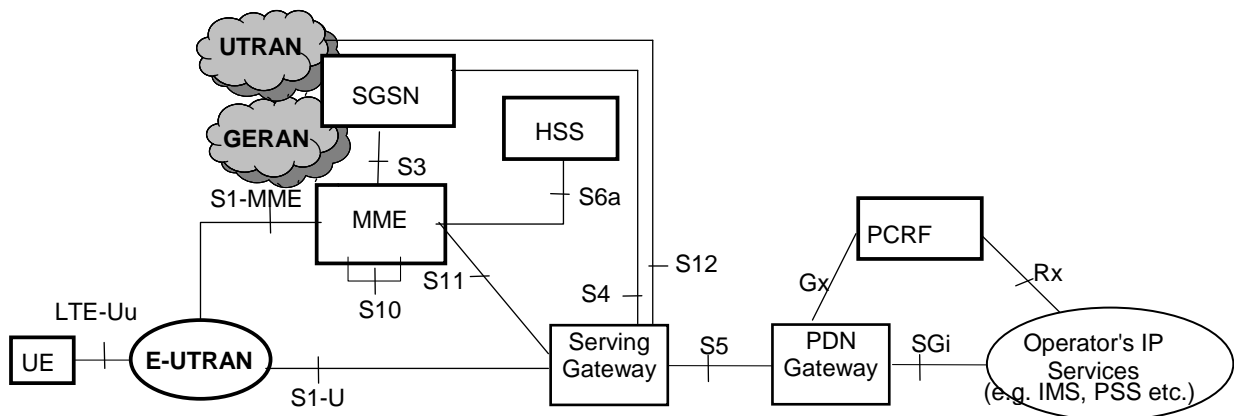 UTRAN
SGSN
HSS
GERAN
S3
S6a
S1-MME
MME
PCRF
S12
S11
Gx
Rx
S10
S4
LTE-Uu
Serving
Gateway
PDN
Gateway
Operator's IP
Services
(e.g. IMS, PSS etc.)
S5
SGi
UE
E-UTRAN
S1-U